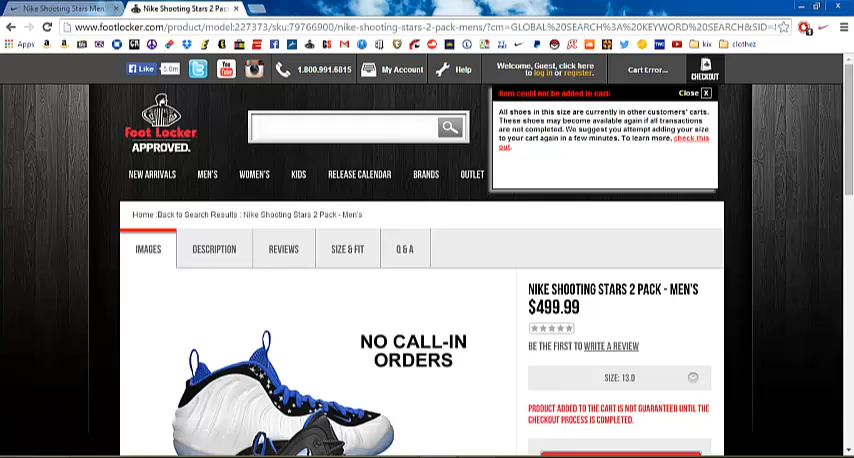 Nike Shooting Stars Men
Nike Shooting Stars 2 Pac
www.footlocker.com/product/model:227373/sku:79766900/nike-shooting-stars-2-pack-mens/?cm=GLOBAL%20SEARCH%3A%20KEYWORD%20SEARCH&SID=
Apps
kix
clothez
Like
5.0m
You
Tube
1.800.991.6815
My Account
Help
Welcome, Guest, click here
to log in or register.
Cart Error...
CHECKOUT
Item could not be added to cart:
Close X
All shoes in this size are currently in other customers' carts.
These shoes may become available again if all transactions
are not completed. We suggest you attempt adding your size
to your cart again in a few minutes. To learn more, check this
out.
Foot Locker
APPROVED.
NEW ARRIVALS
MEN'S
WOMEN'S
KIDS
RELEASE CALENDAR
BRANDS
OUTLET
Home :Back to Search Results : Nike Shooting Stars 2 Pack - Men's
IMAGES
DESCRIPTION
REVIEWS
SIZE & FIT
Q & A
NIKE SHOOTING STARS 2 PACK - MEN'S
$499.99
BE THE FIRST TO WRITE A REVIEW
NO CALL-IN
ORDERS
SIZE: 13.0
PRODUCT ADDED TO THE CART IS NOT GUARANTEED UNTIL THE
CHECKOUT PROCESS IS COMPLETED.